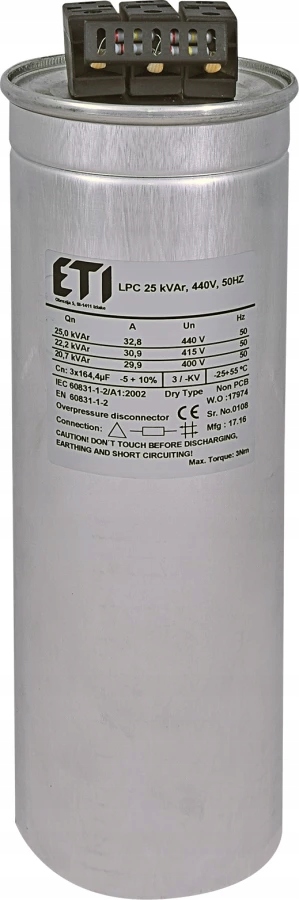 ETI
LPC 25 kVAr, 440V, 50HZ
Qn A Un Hz
25,0 kVAr 32,8 440 V 50
22,2 kVAr 30,9 415 V 50
20,7 kVAr 29,9 400 V 50
Cn: 3x164,4µF -5 + 10% 3 / -KV -25+55 °C
IEC 60831-1-2/A1:2002 Dry Type Non PCB
EN 60831-1-2 W.O :17974
Overpressure disconnector CE Sr. No.0108
Connection: Mfg : 17.16
CAUTION! DON'T TOUCH BEFORE DISCHARGING,
EARTHING AND SHORT CIRCUITING!
Max. Torque: 3Nm